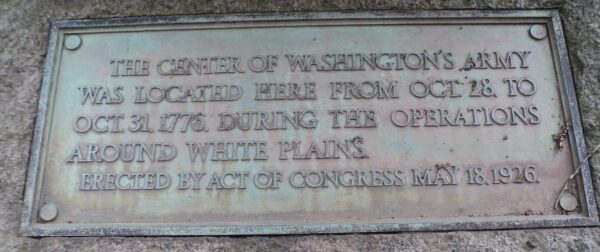 THE CENTER OF WASHINGTON'S ARMY
WAS LOCATED HERE FROM OCT. 28. TO
OCT. 31, 1776, DURING THE OPERATIONS
AROUND WHITE PLAINS.
ERECTED BY ACT OF CONGRESS MAY 18, 1926.